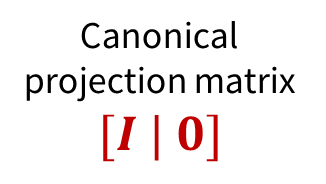 Canonical
projection matrix
[I | 0]